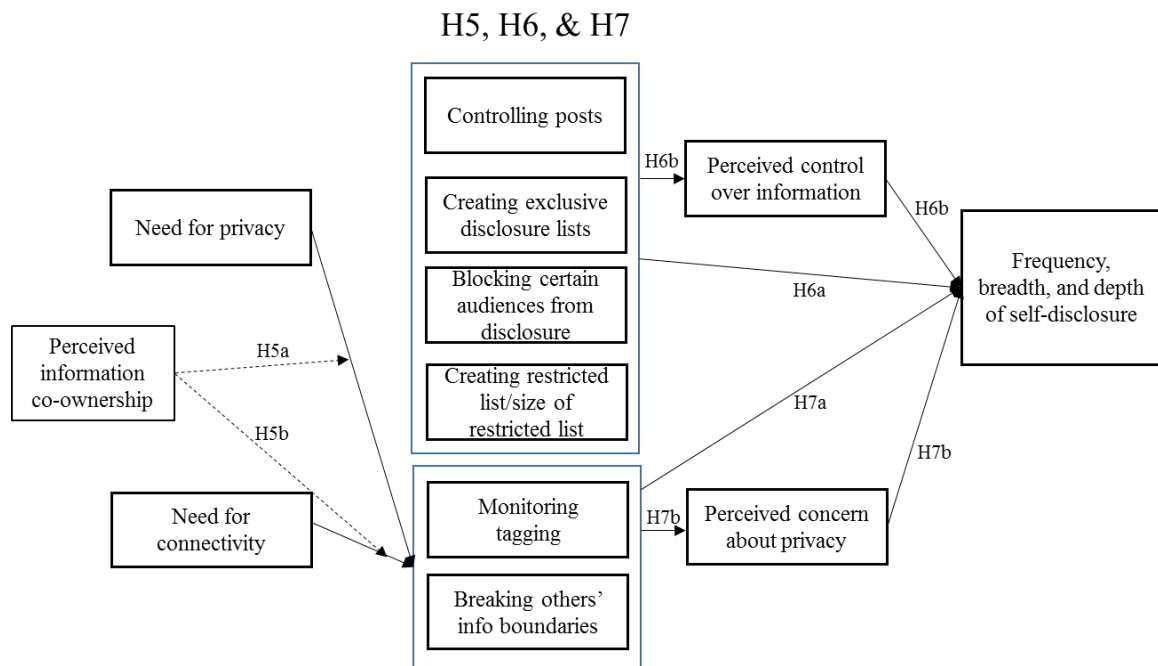 H5, H6, & H7
Controlling posts
Creating exclusive
disclosure lists
Blocking certain
audiences from
disclosure
Creating restricted
list/size of
restricted list
Need for privacy
Perceived
information
co-ownership
H5a
H5b
Need for
connectivity
Monitoring
tagging
Breaking others'
info boundaries
H6b
Perceived control
over information
H6b
H6a
H7a
H7b
Perceived concern
about privacy
H7b
Frequency,
breadth, and depth
of self-disclosure